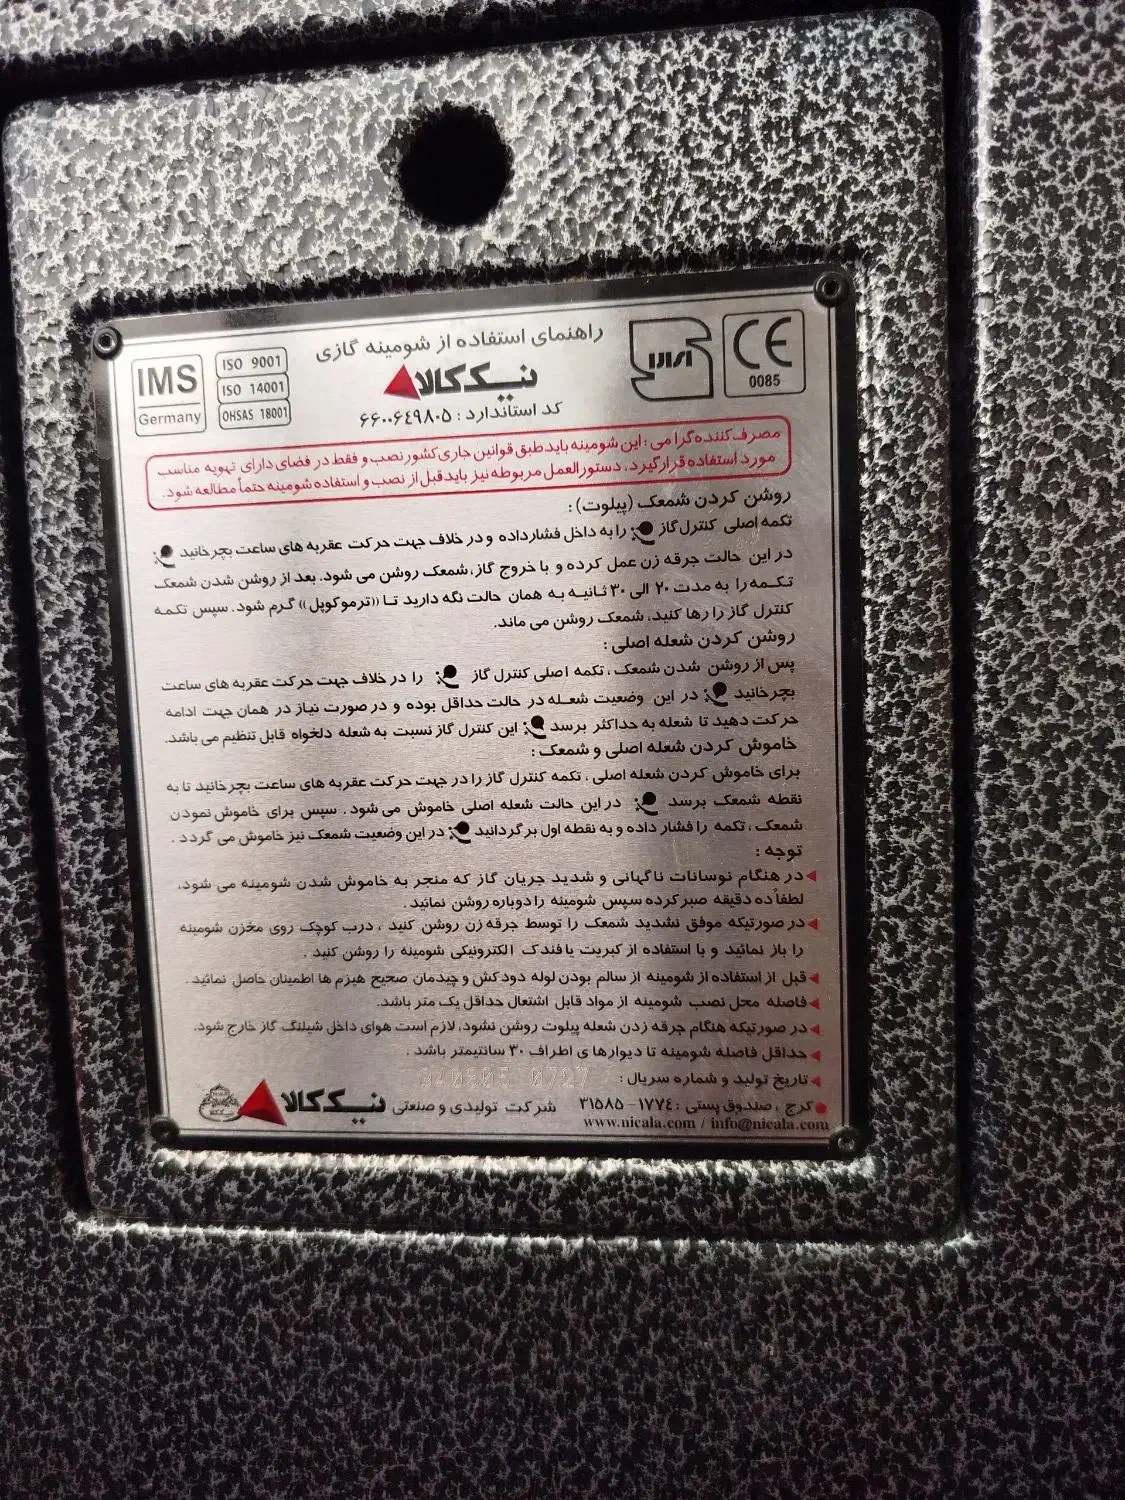 IMS
Germany
ISO 9001
ISO 14001
OHSAS 18001
CE
0085
راهنمای استفاده از شومینه گازی
نیک کالا
کد استاندارد : ۶۶۰۰۶٤۹۸۰۵
مصرف کننده گرامی : این شومینه باید طبق قوانین جاری کشور نصب و فقط در فضای دارای تهویه مناسب
مورد استفاده قرار گیرد. دستورالعمل مربوطه نیز باید قبل از نصب و استفاده شومینه حتماً مطالعه شود.
روشن کردن شمعک (پیلوت) :
تکمه اصلی کنترل گاز را به داخل فشار داده و در خلاف جهت حرکت عقربه های ساعت بچرخانید
در این حالت جرقه زن عمل کرده و با خروج گاز، شمعک روشن می شود. بعد از روشن شدن شمعک
تکمه را به مدت ۲۰ الی ۳۰ ثانیه به همان حالت نگه دارید تا «ترموکوپل» گرم شود. سپس تکمه
کنترل گاز را رها کنید، شمعک روشن می ماند.
روشن کردن شعله اصلی :
پس از روشن شدن شمعک، تکمه اصلی کنترل گاز را در خلاف جهت حرکت عقربه های ساعت
بچرخانید در این وضعیت شعله در حالت حداقل بوده و در صورت نیاز در همان جهت ادامه
حرکت دهید تا شعله به حداکثر برسد این کنترل گاز نسبت به شعله دلخواه قابل تنظیم می باشد.
خاموش کردن شعله اصلی و شمعک :
برای خاموش کردن شعله اصلی ، تکمه کنترل گاز را در جهت حرکت عقربه های ساعت بچرخانید تا به
نقطه شمعک برسد در این حالت شعله اصلی خاموش می شود . سپس برای خاموش نمودن
شمعک ، تکمه را فشار داده و به نقطه اول برگردانید در این وضعیت شمعک نیز خاموش می گردد .
توجه :
در هنگام نوسانات ناگهانی و شدید جریان گاز که منجر به خاموش شدن شومینه می شود،
لطفاً ده دقیقه صبر کرده سپس شومینه را دوباره روشن نمائید .
در صورتیکه موفق نشدید شمعک را توسط جرقه زن روشن کنید ، درب کوچک روی مخزن شومینه
را باز نمائید و با استفاده از کبریت یا فندک الکترونیکی شومینه را روشن کنید .
قبل از استفاده از شومینه از سالم بودن لوله دودکش و چیدمان صحیح هیزم ها اطمینان حاصل نمائید .
فاصله محل نصب شومینه از مواد قابل اشتعال حداقل یک متر باشد.
در صورتیکه هنگام جرقه زدن شعله پیلوت روشن نشود، لازم است هوای داخل شیلنگ گاز خارج شود.
حداقل فاصله شومینه تا دیوارهای اطراف ۳۰ سانتیمتر باشد .
تاریخ تولید و شماره سریال : 0727
کرج ، صندوق پستی : ۱۷۷٤ - ۳۱۵۸۵ شرکت تولیدی و صنعتی نیک کالا
www.nicala.com / info@nicala.com